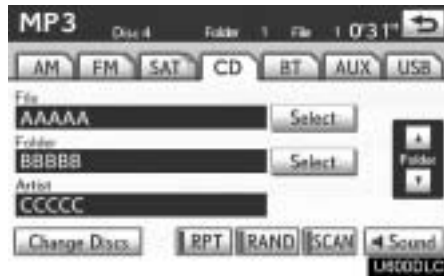 MP3 Disc 4 Folder 1 File 1 0'31"
AM FM SAT CD BT AUX USB
File
AAAAA Select
Folder
BBBBB Select
Folder
Artist
CCCCC
Change Discs RPT RAND SCAN Sound
U6000LC